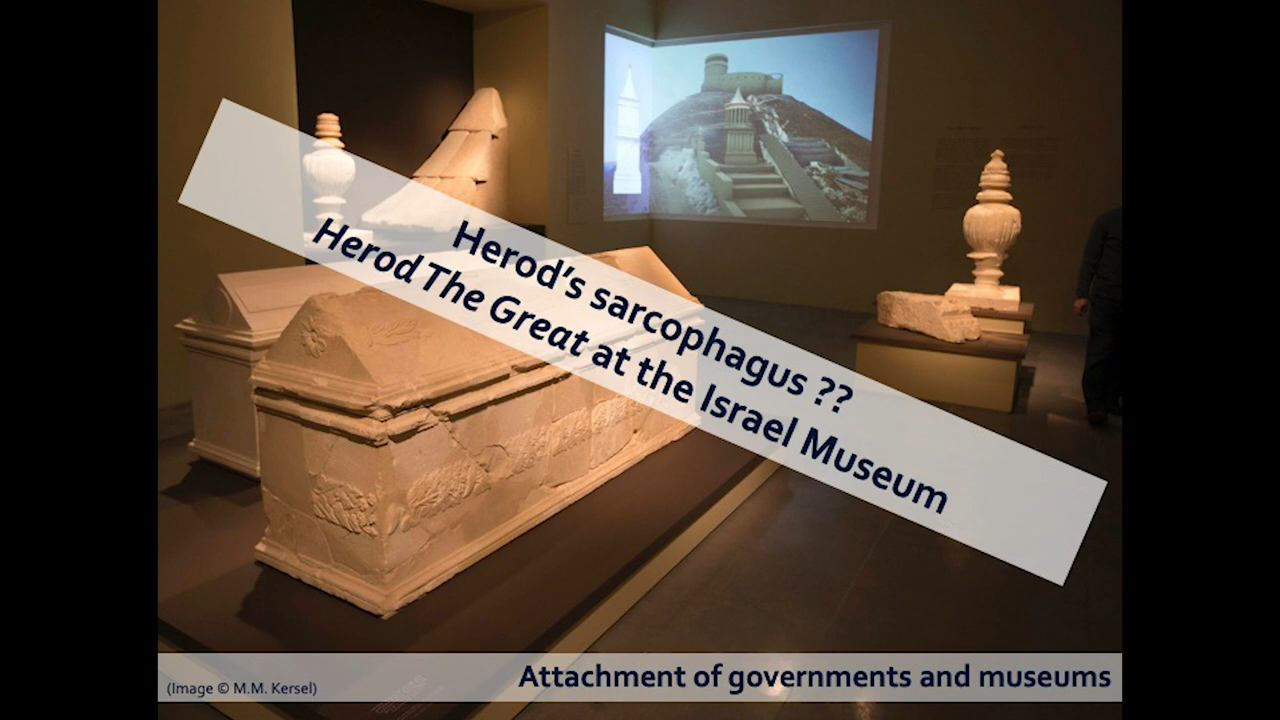 Herod's sarcophagus ??
Herod The Great at the Israel Museum
Attachment of governments and museums
(Image © M.M. Kersel)